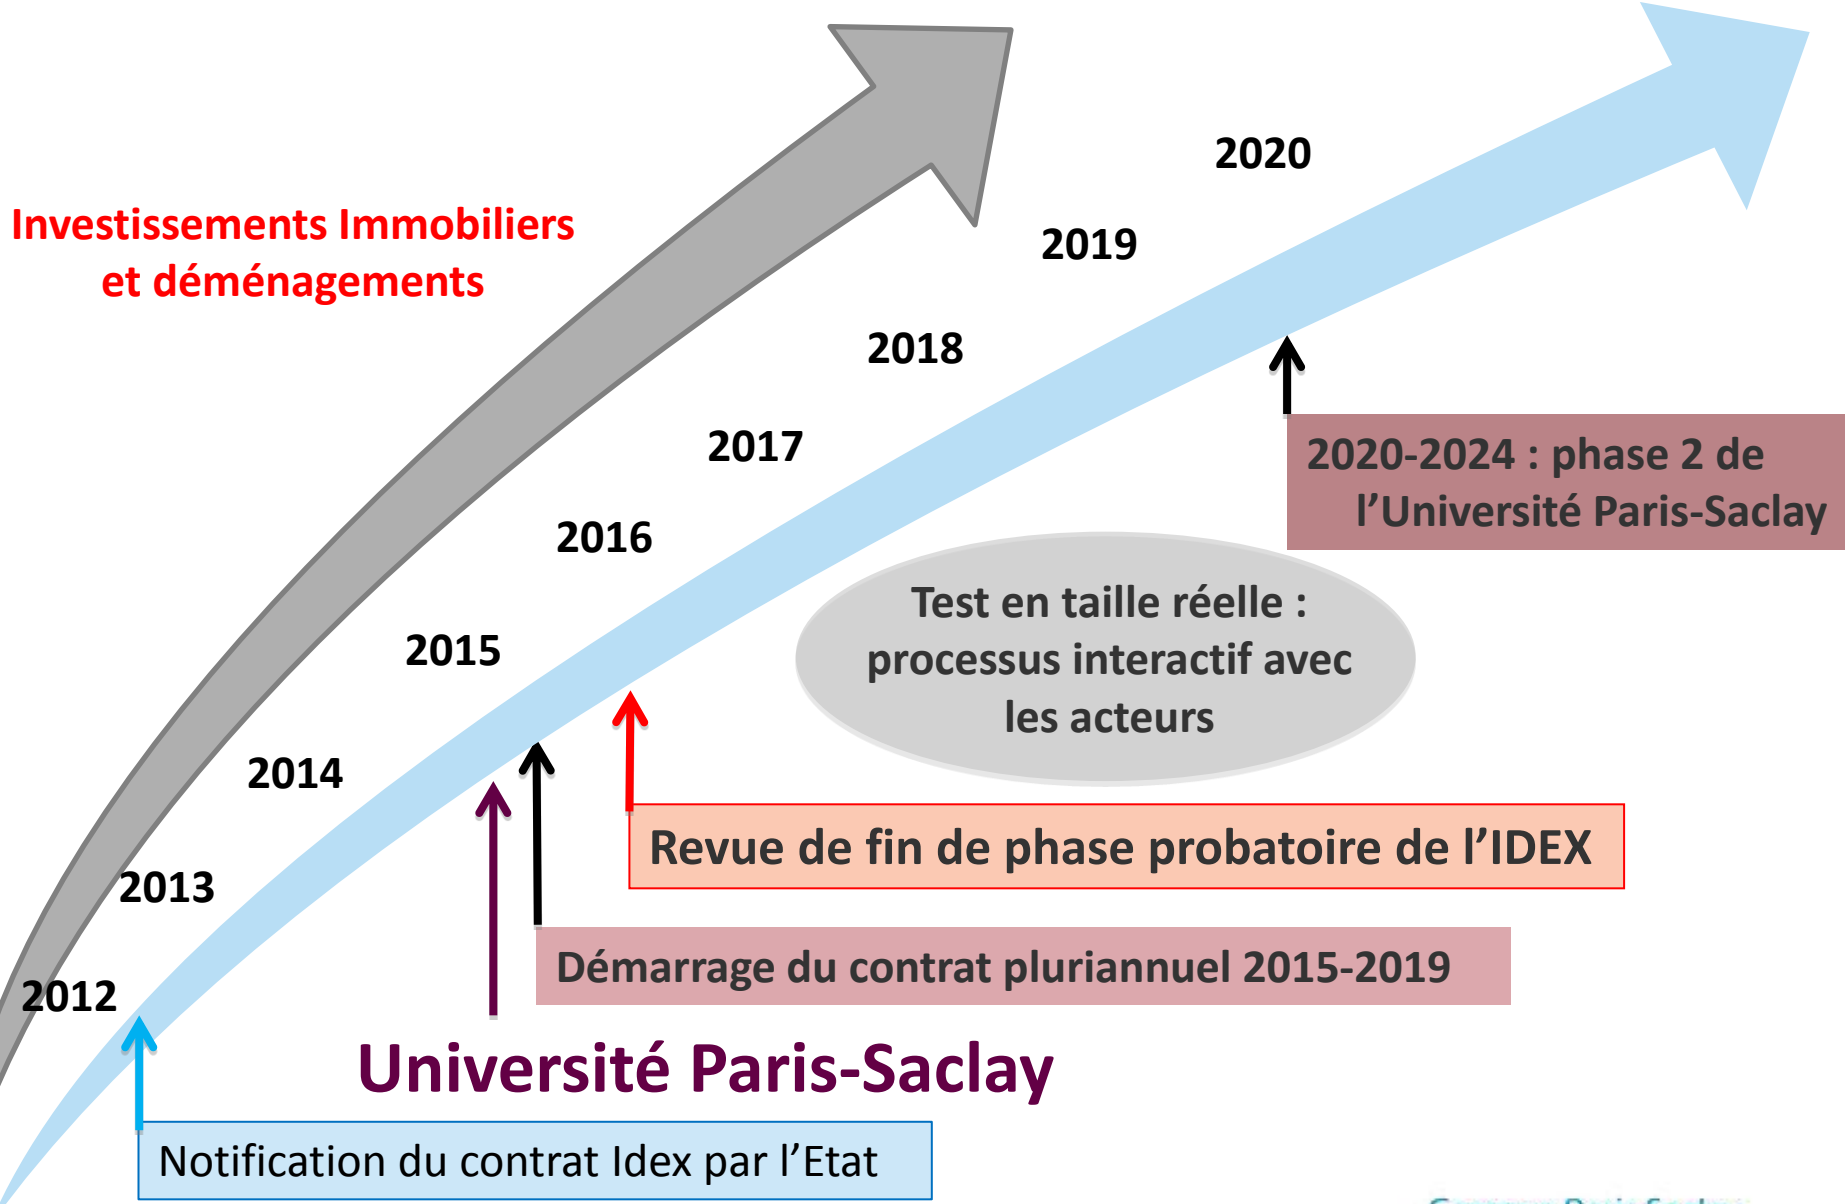 2020
Investissements Immobiliers
et déménagements
2019
2018
2017
2020-2024 : phase 2 de
l’Université Paris-Saclay
2016
Test en taille réelle :
processus interactif avec
les acteurs
2015
2014
Revue de fin de phase probatoire de l’IDEX
2013
Démarrage du contrat pluriannuel 2015-2019
2012
Université Paris-Saclay
Notification du contrat Idex par l’Etat